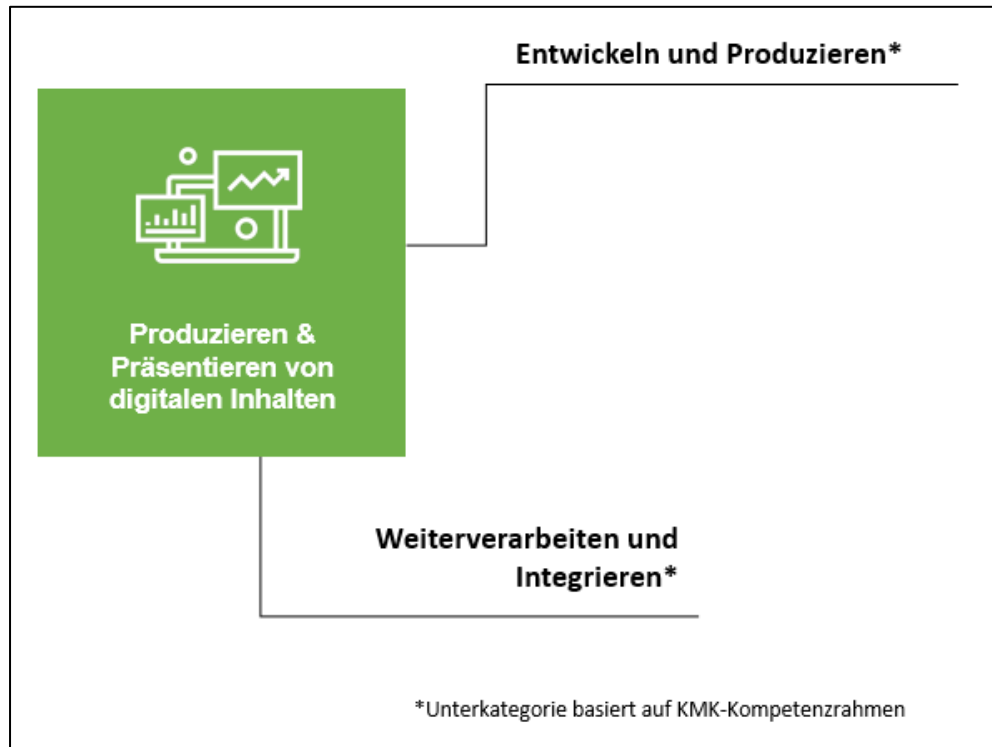 Entwickeln und Produzieren*
Produzieren &
Präsentieren von
digitalen Inhalten
Weiterverarbeiten und
Integrieren*
*Unterkategorie basiert auf KMK-Kompetenzrahmen